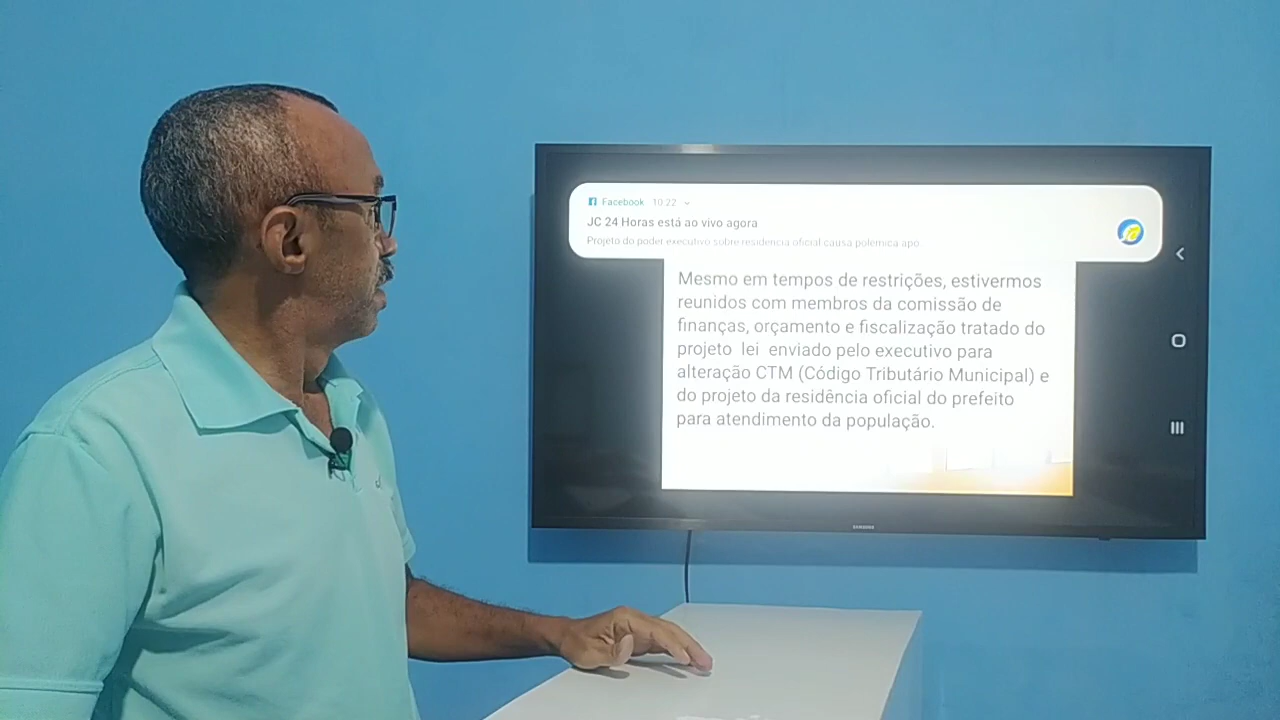 Facebook 10:22
JC 24 Horas está ao vivo agora
Projeto do poder executivo sobre residencia oficial causa polemica apo
Mesmo em tempos de restrições, estivermos
reunidos com membros da comissão de
finanças, orçamento e fiscalização tratado do
projeto lei enviado pelo executivo para
alteração CTM (Código Tributário Municipal) e
do projeto da residência oficial do prefeito
para atendimento da população.
SAMSUNG